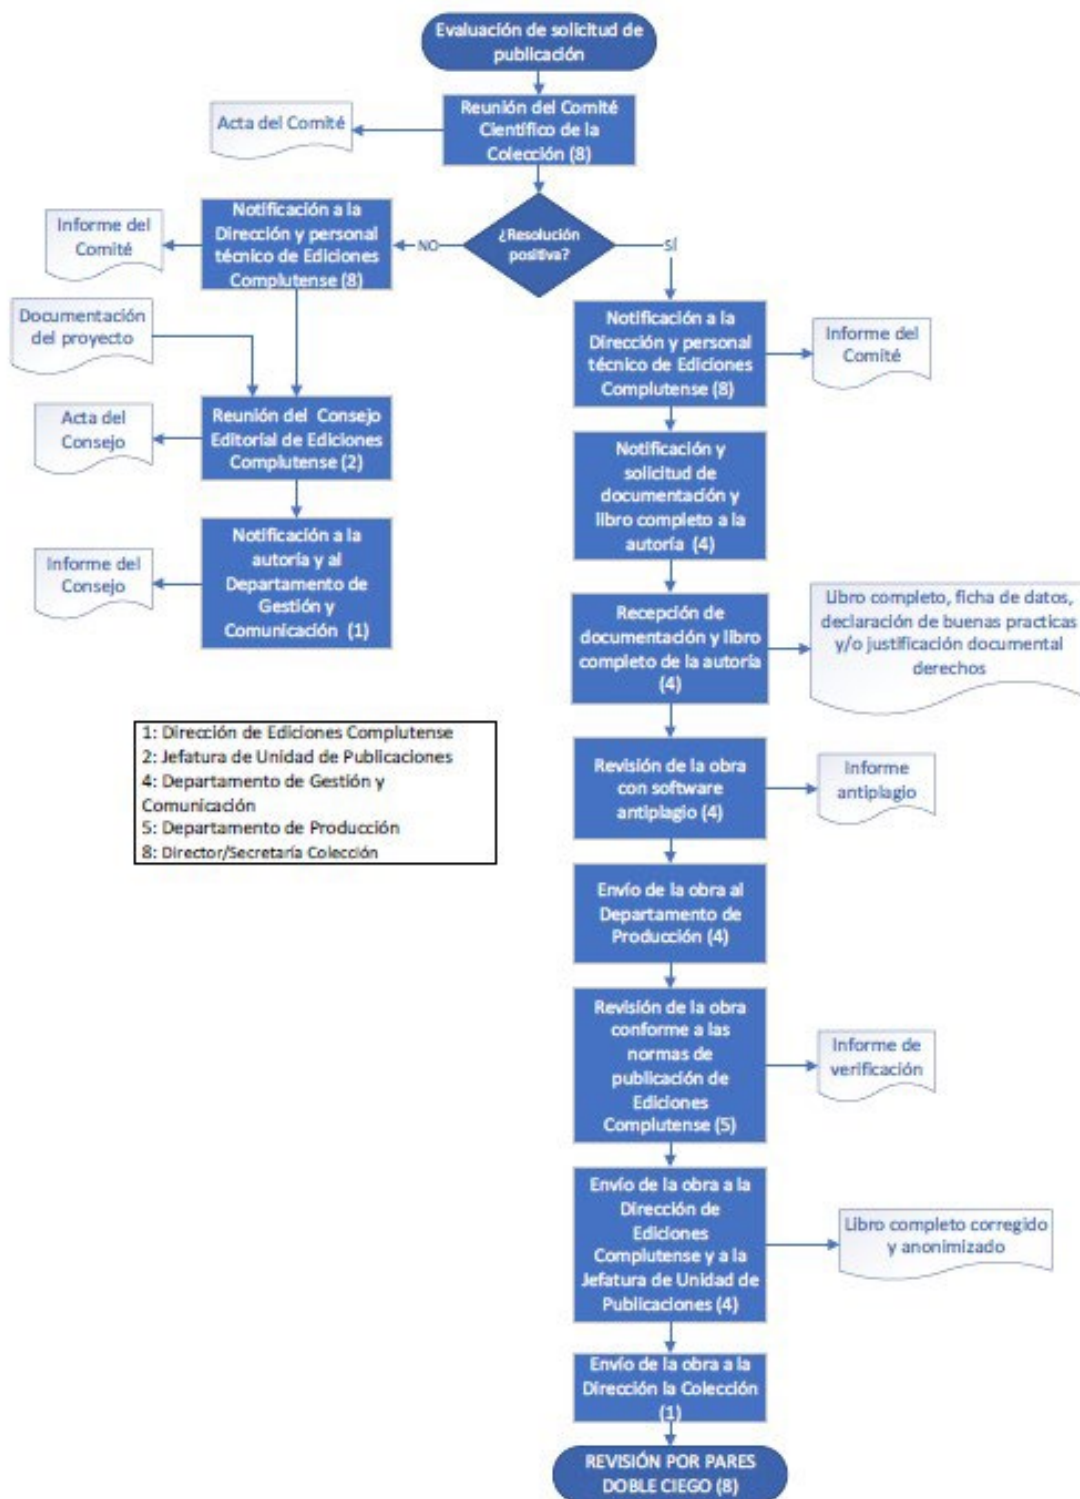 Evaluación de solicitud de
publicación
Reunión del Comité
Científico de la
Colección (8)
Acta del Comité
¿Resolución
positiva?
NO
SÍ
Notificación a la
Dirección y personal
técnico de Ediciones
Complutense (8)
Informe del
Comité
Documentación
del proyecto
Reunión del Consejo
Editorial de Ediciones
Complutense (2)
Acta del
Consejo
Notificación a la
autoría y al
Departamento de
Gestión y
Comunicación (1)
Informe del
Consejo
Notificación a la
Dirección y personal
técnico de Ediciones
Complutense (8)
Informe del
Comité
Notificación y
solicitud de
documentación y
libro completo a la
autoría (4)
Recepción de
documentación y libro
completo de la autoría
(4)
Libro completo, ficha de datos,
declaración de buenas practicas
y/o justificación documental
derechos
1: Dirección de Ediciones Complutense
2: Jefatura de Unidad de Publicaciones
4: Departamento de Gestión y
Comunicación
5: Departamento de Producción
8: Director/Secretaría Colección
Revisión de la obra
con software
antiplagio (4)
Informe
antiplagio
Envío de la obra al
Departamento de
Producción (4)
Revisión de la obra
conforme a las
normas de
publicación de
Ediciones
Complutense (5)
Informe de
verificación
Envío de la obra a la
Dirección de
Ediciones
Complutense y a la
Jefatura de Unidad de
Publicaciones (4)
Libro completo corregido
y anonimizado
Envío de la obra a la
Dirección la Colección
(1)
REVISIÓN POR PARES
DOBLE CIEGO (8)